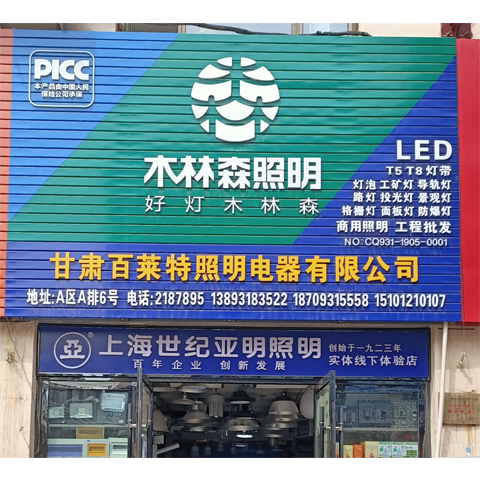 PICC
本产品由中国人民
保险公司承保
木林森照明
好灯木林森
LED
T5 T8 灯带
灯泡 工矿灯 导轨灯
路灯 投光灯 景观灯
格栅灯 面板灯 防爆灯
商用照明 工程批发
NO:CQ931-1905-0001
甘肃百莱特照明电器有限公司
地址:A区A排6号 电话:2187895 13893183522 18709315558 15101210107
亞 ® 上海世纪亚明照明
百年企业 创新发展
创始于一九二三年
实体线下体验店